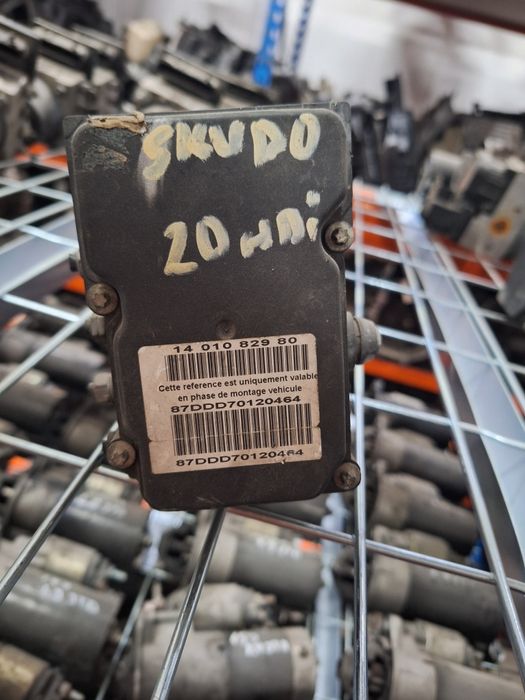 SKUDO
20 HDi
14 010 829 80
Cette reference est uniquement valable
en phase de montage vehicule
87DDD70120464
87DDD70120464